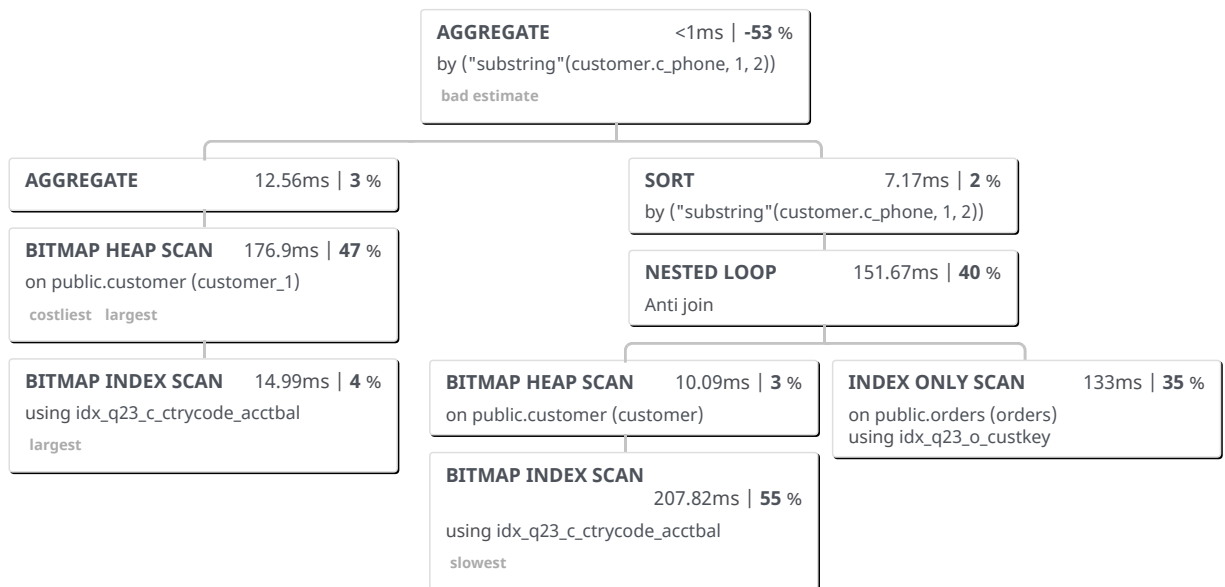 AGGREGATE <1ms | -53 %
by ("substring"(customer.c_phone, 1, 2))
bad estimate
AGGREGATE 12.56ms | 3 %
SORT 7.17ms | 2 %
by ("substring"(customer.c_phone, 1, 2))
BITMAP HEAP SCAN 176.9ms | 47 %
on public.customer (customer_1)
costliest largest
NESTED LOOP 151.67ms | 40 %
Anti join
BITMAP INDEX SCAN 14.99ms | 4 %
using idx_q23_c_ctrycode_acctbal
largest
BITMAP HEAP SCAN 10.09ms | 3 %
on public.customer (customer)
INDEX ONLY SCAN 133ms | 35 %
on public.orders (orders)
using idx_q23_o_custkey
BITMAP INDEX SCAN
207.82ms | 55 %
using idx_q23_c_ctrycode_acctbal
slowest